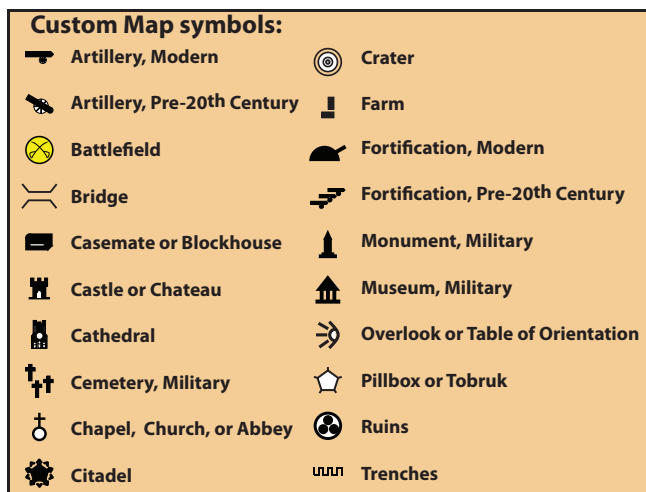 Custom Map symbols:
Artillery, Modern
Artillery, Pre-20th Century
Battlefield
Bridge
Casemate or Blockhouse
Castle or Chateau
Cathedral
Cemetery, Military
Chapel, Church, or Abbey
Citadel
Crater
Farm
Fortification, Modern
Fortification, Pre-20th Century
Monument, Military
Museum, Military
Overlook or Table of Orientation
Pillbox or Tobruk
Ruins
Trenches